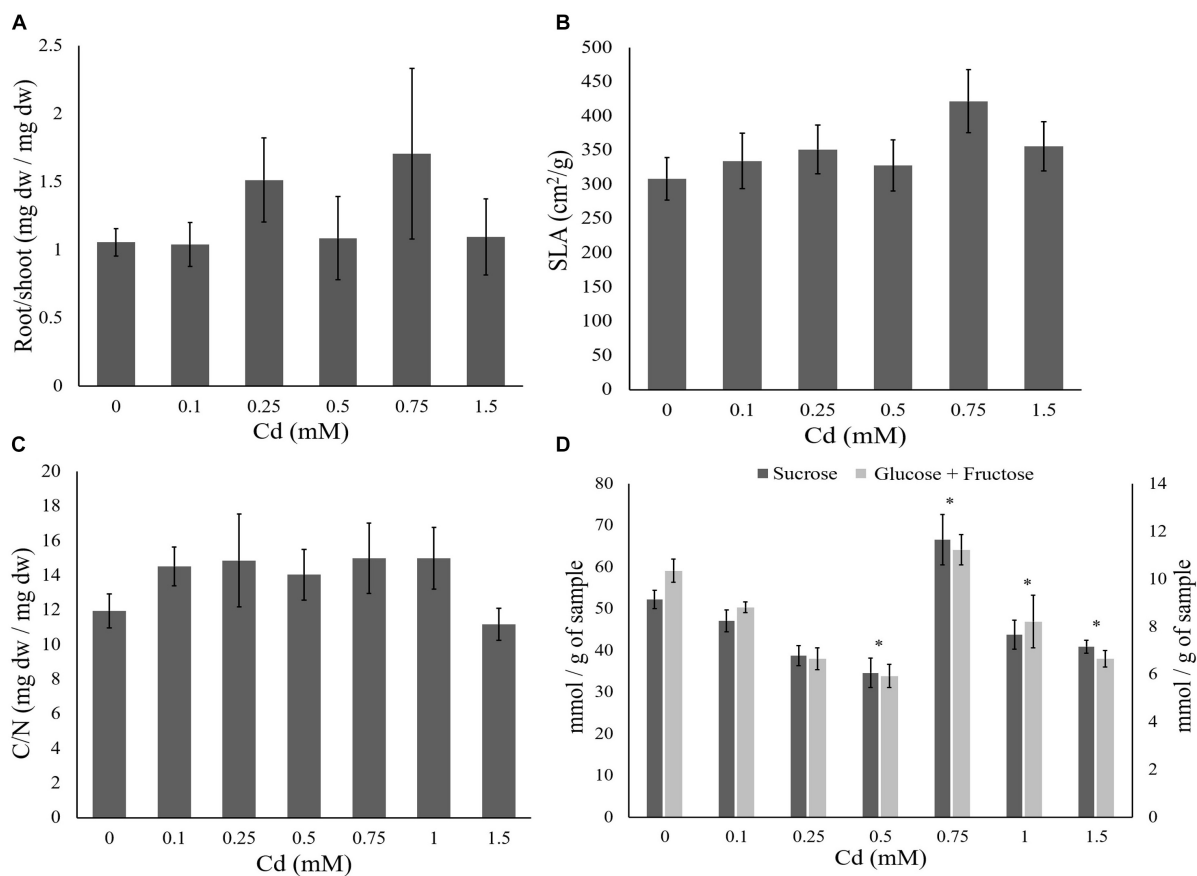 A
Root/shoot (mg dw / mg dw)
2.5
2
1.5
1
0.5
0
0 0.1 0.25 0.5 0.75 1.5
Cd (mM)
B
SLA (cm²/g)
500
450
400
350
300
250
200
150
100
50
0
0 0.1 0.25 0.5 0.75 1.5
Cd (mM)
C
C/N (mg dw / mg dw)
20
18
16
14
12
10
8
6
4
2
0
0 0.1 0.25 0.5 0.75 1 1.5
Cd (mM)
D
Sucrose Glucose + Fructose
mmol / g of sample
80
70
60
50
40
30
20
10
0
* * * *
14
12
10
8
6
4
2
0
mmol / g of sample
0 0.1 0.25 0.5 0.75 1 1.5
Cd (mM)